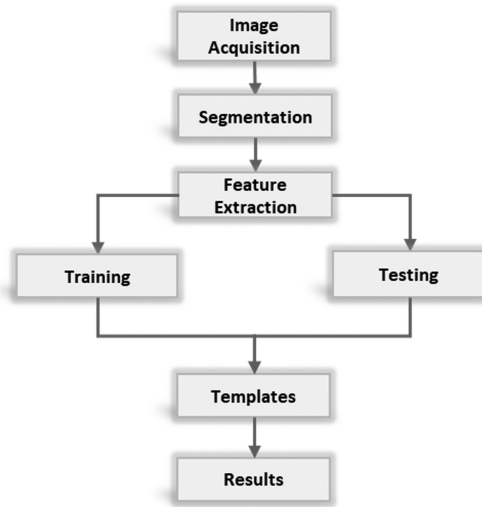 Image
Acquisition
Segmentation
Feature
Extraction
Training
Testing
Templates
Results